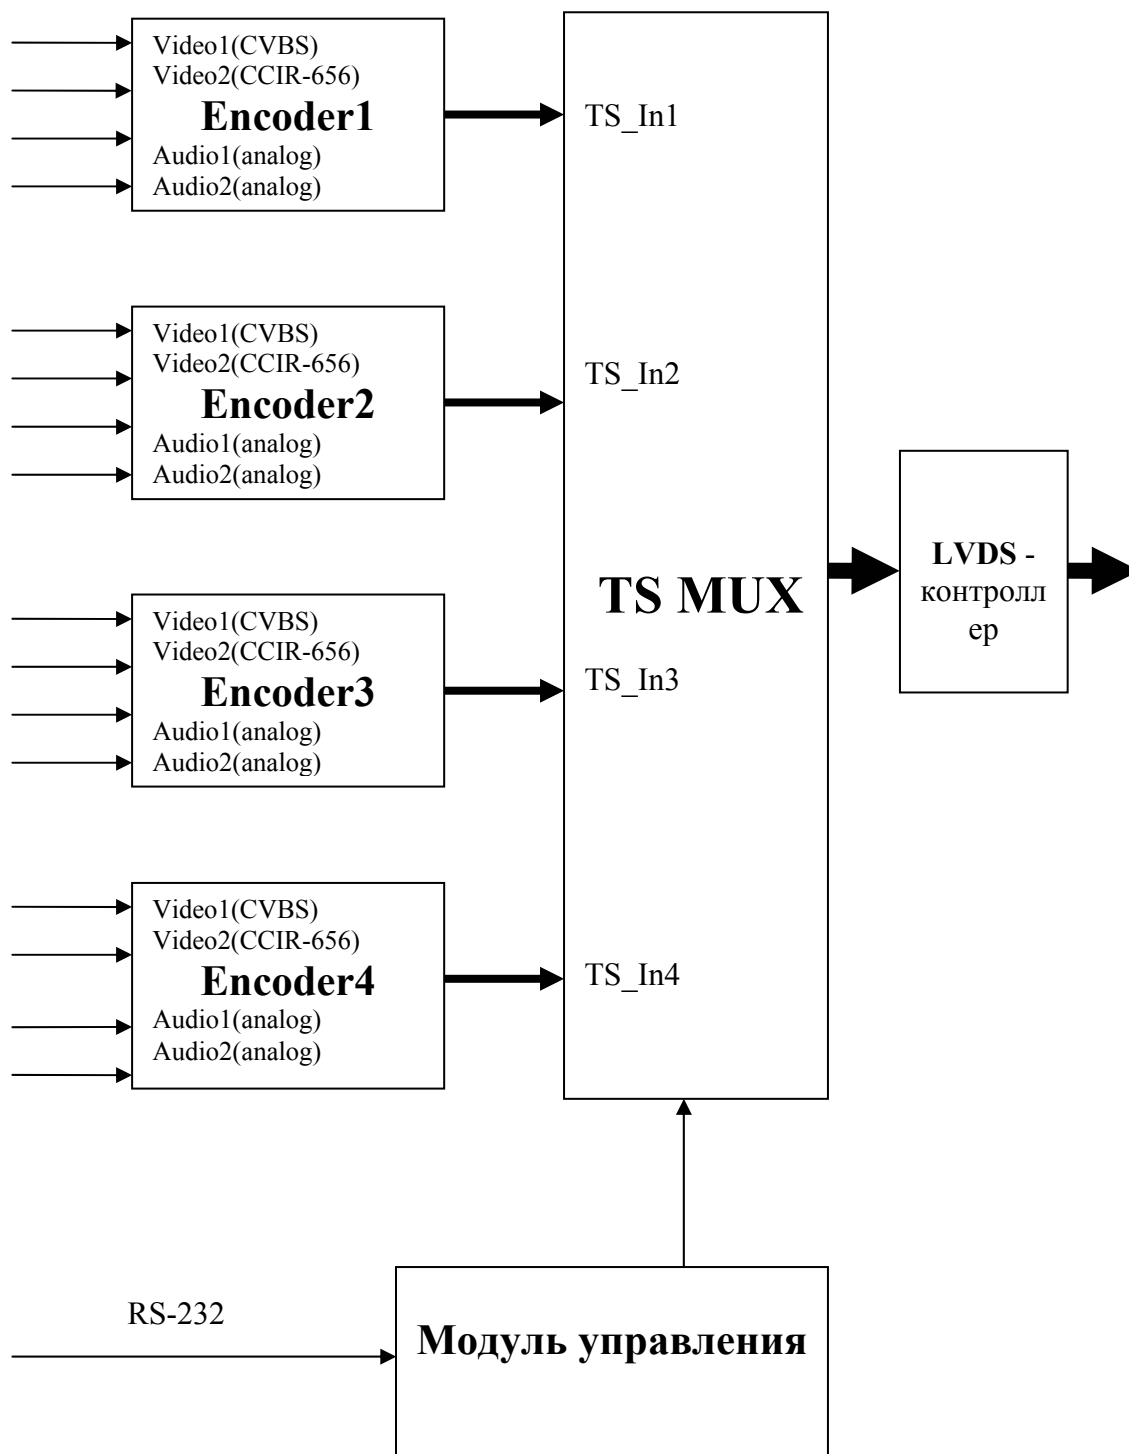 Video1(CVBS)
Video2(CCIR-656)
Encoder1
Audio1(analog)
Audio2(analog)
TS_In1
Video1(CVBS)
Video2(CCIR-656)
Encoder2
Audio1(analog)
Audio2(analog)
TS_In2
Video1(CVBS)
Video2(CCIR-656)
Encoder3
Audio1(analog)
Audio2(analog)
TS MUX
TS_In3
LVDS -
контролл
ер
Video1(CVBS)
Video2(CCIR-656)
Encoder4
Audio1(analog)
Audio2(analog)
TS_In4
RS-232
Модуль управления